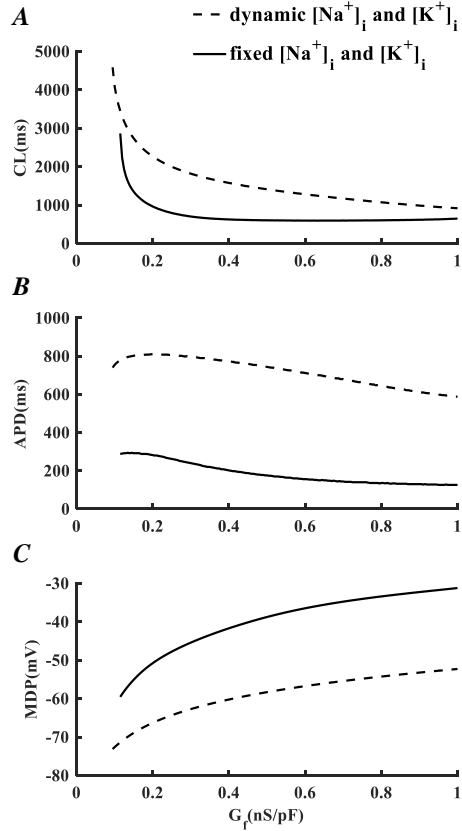 A
dynamic [Na+]i and [K+]i
fixed [Na+]i and [K+]i
5000
4000
3000
2000
1000
0
CL(ms)
0 0.2 0.4 0.6 0.8 1
B
1000
800
600
400
200
0
APD(ms)
0 0.2 0.4 0.6 0.8 1
C
-30
-40
-50
-60
-70
-80
MDP(mV)
0 0.2 0.4 0.6 0.8 1
Gf(nS/pF)